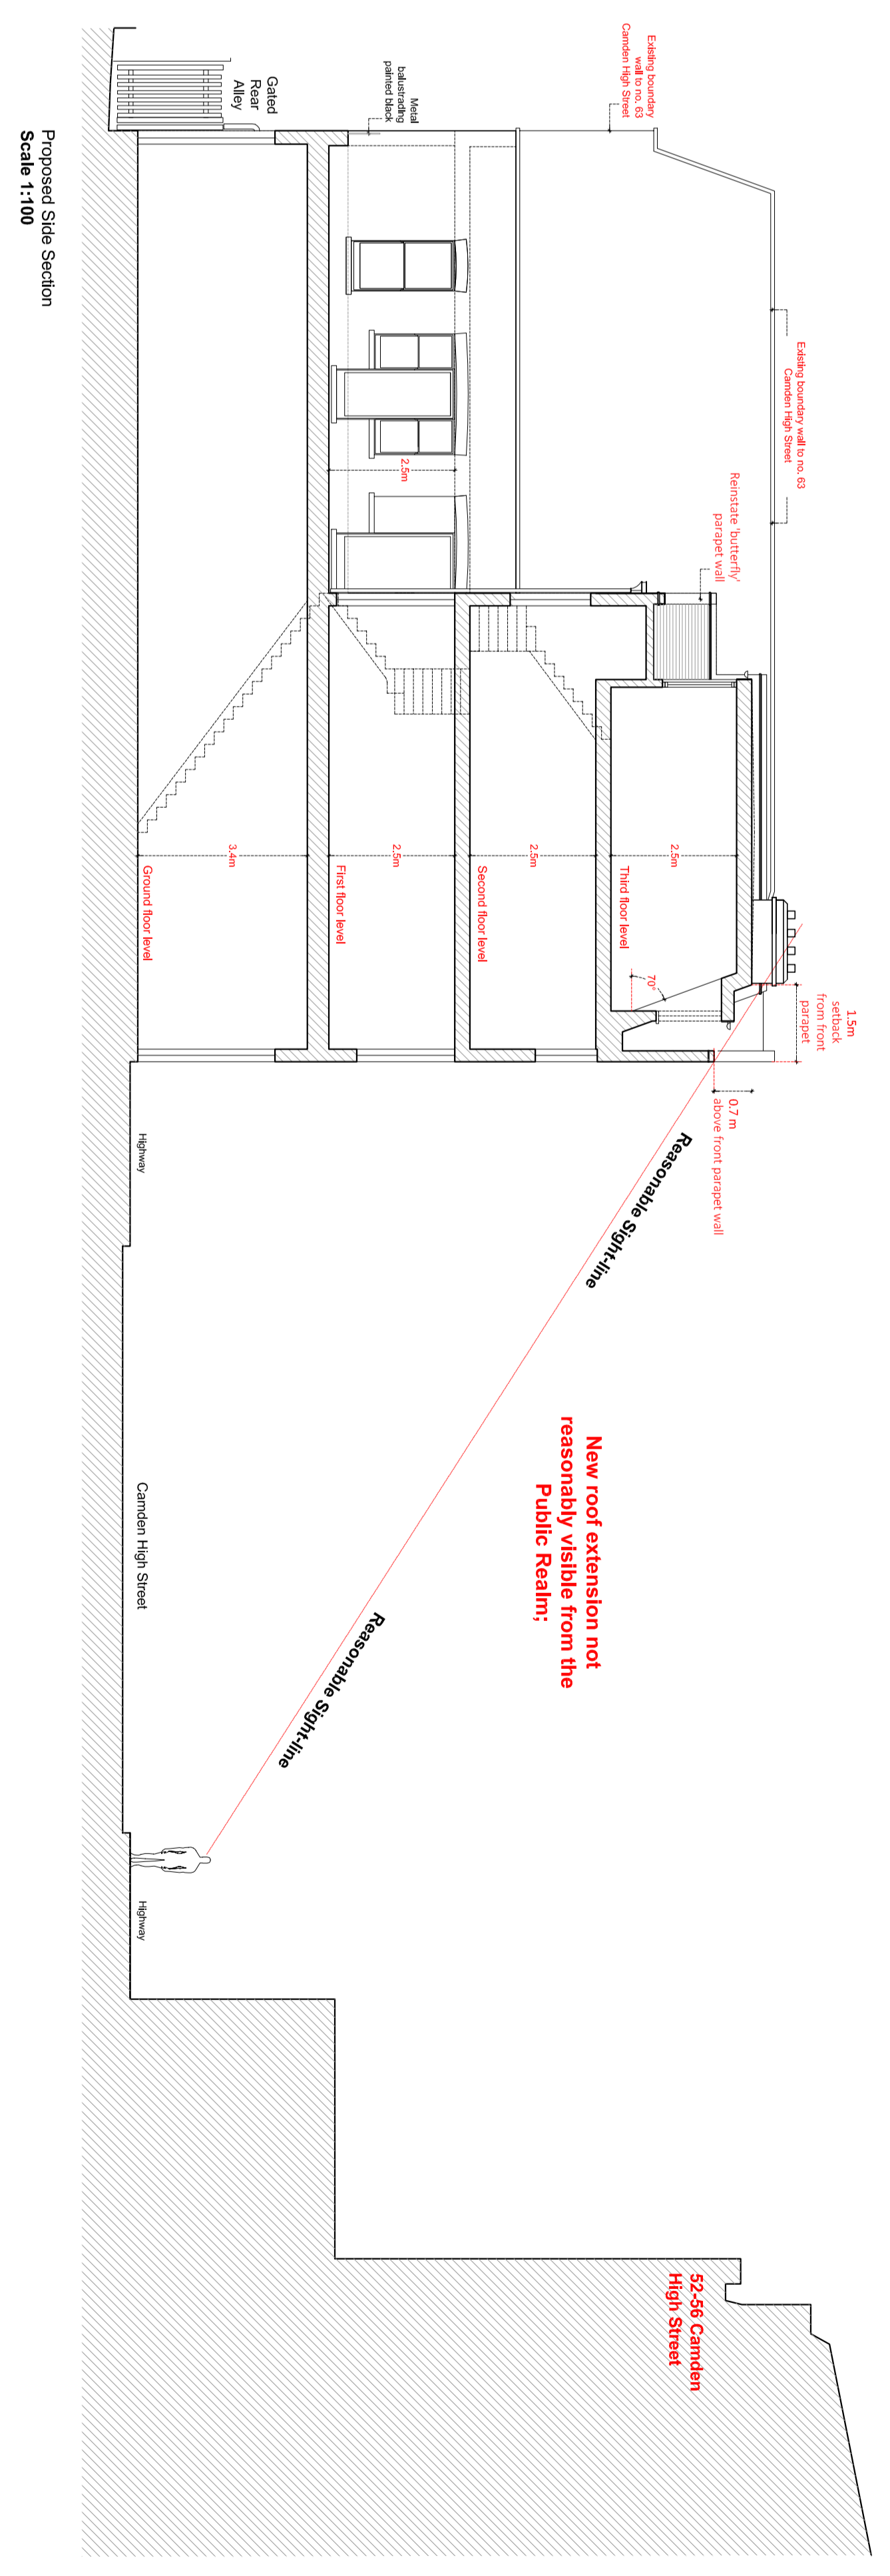 Existing boundary
wall to no. 63
Camden High Street
Metal
balustrading
painted black
Gated
Rear
Alley
Proposed Side Section
Scale 1:100
Existing boundary wall to no. 63
Camden High Street
Reinstate 'butterfly'
parapet wall
2.5m
3.4m
2.5m
2.5m
2.5m
Ground floor level
First floor level
Second floor level
Third floor level
70°
1.5m
setback
from front
parapet
0.7 m
above front parapet wall
Reasonable Sight-line
Highway
New roof extension not
reasonably visible from the
Public Realm;
Camden High Street
Reasonable Sight-line
Highway
52-56 Camden
High Street